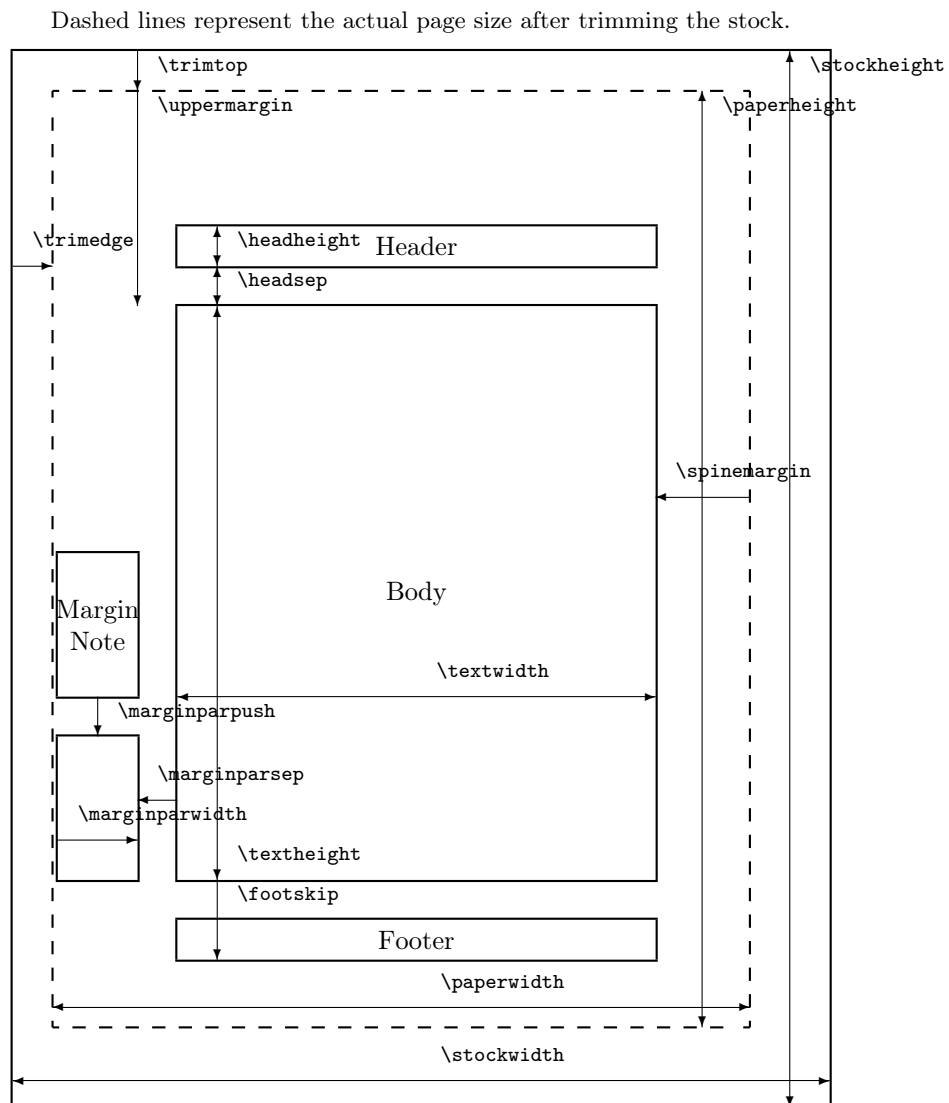 Dashed lines represent the actual page size after trimming the stock.
\trimtop
\stockheight
\uppermargin
\paperheight
\trimedge
\headheight
Header
\headsep
\spinemargin
Body
Margin
Note
\textwidth
\marginparpush
\marginparsep
\marginparwidth
\textheight
\footskip
Footer
\paperwidth
\stockwidth